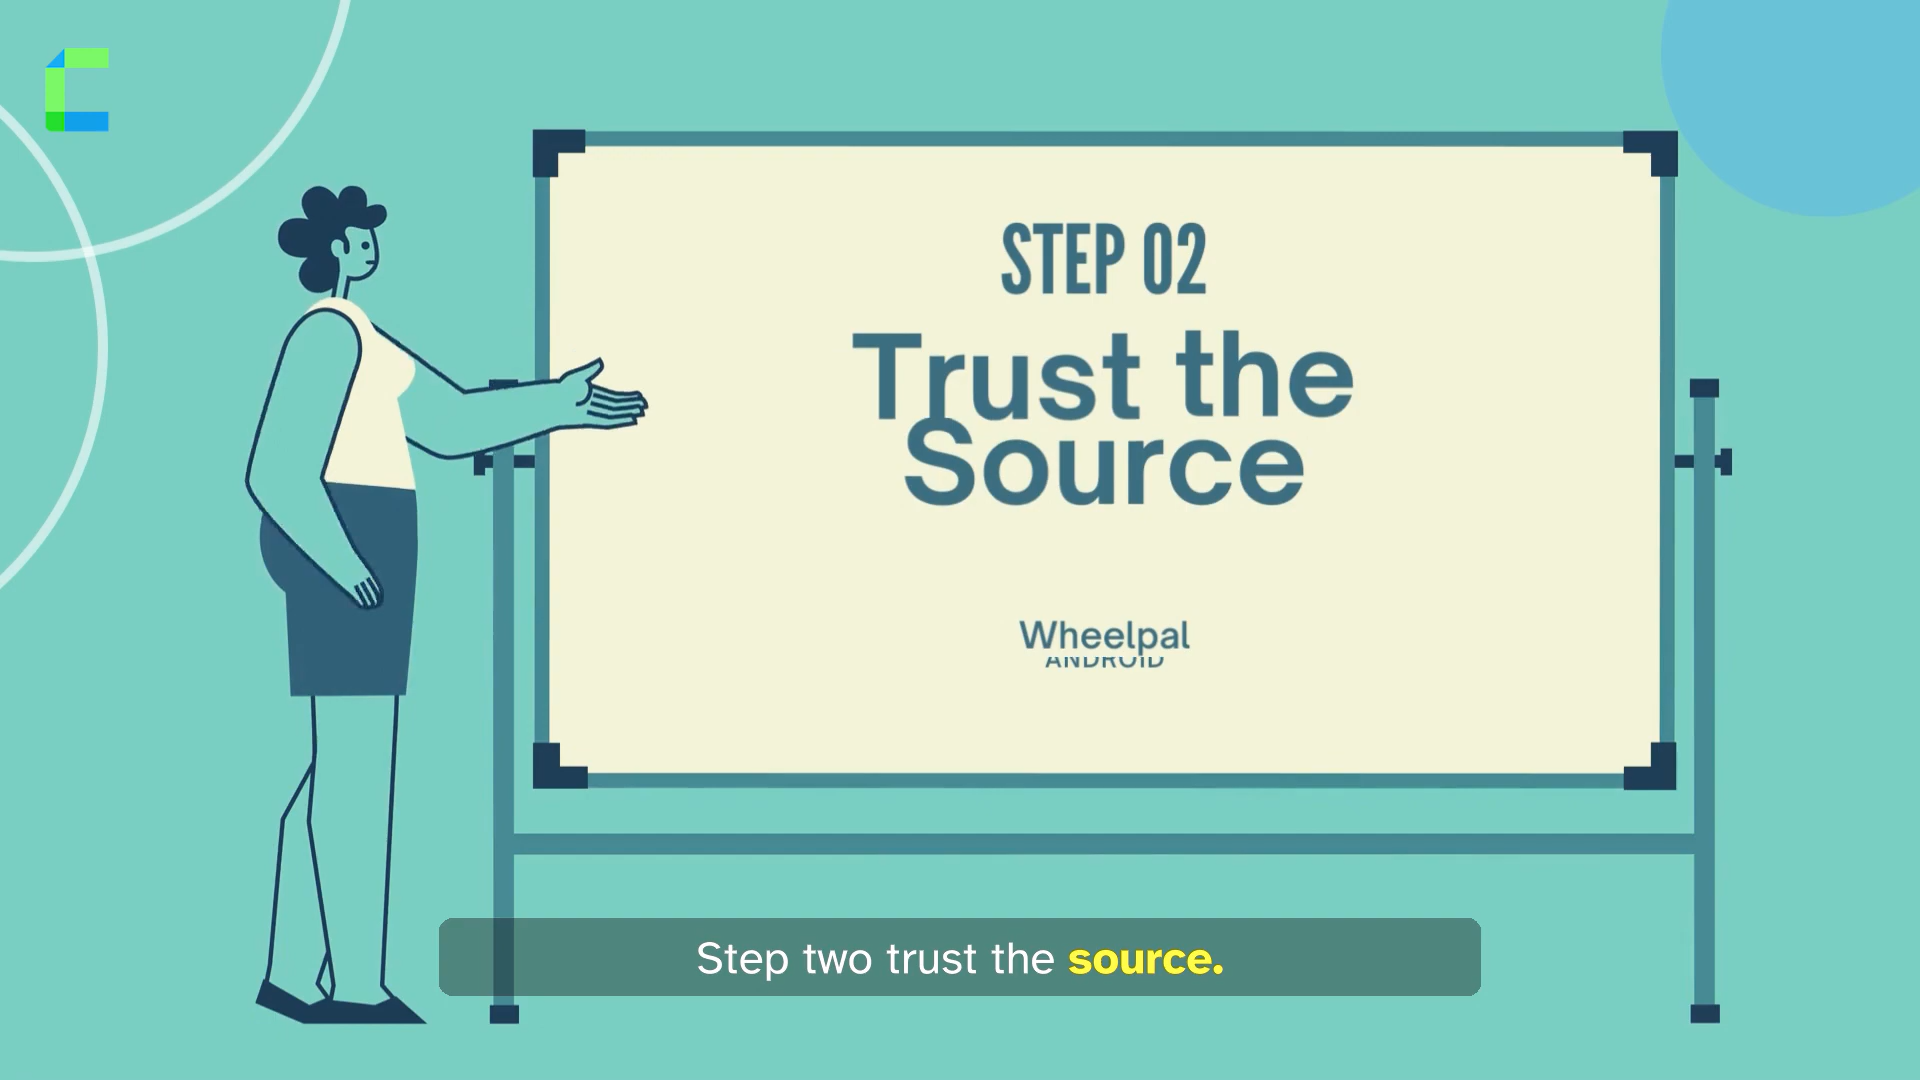 STEP 02
Trust the
Source
Wheelpal
ANDROID
Step two trust the source.